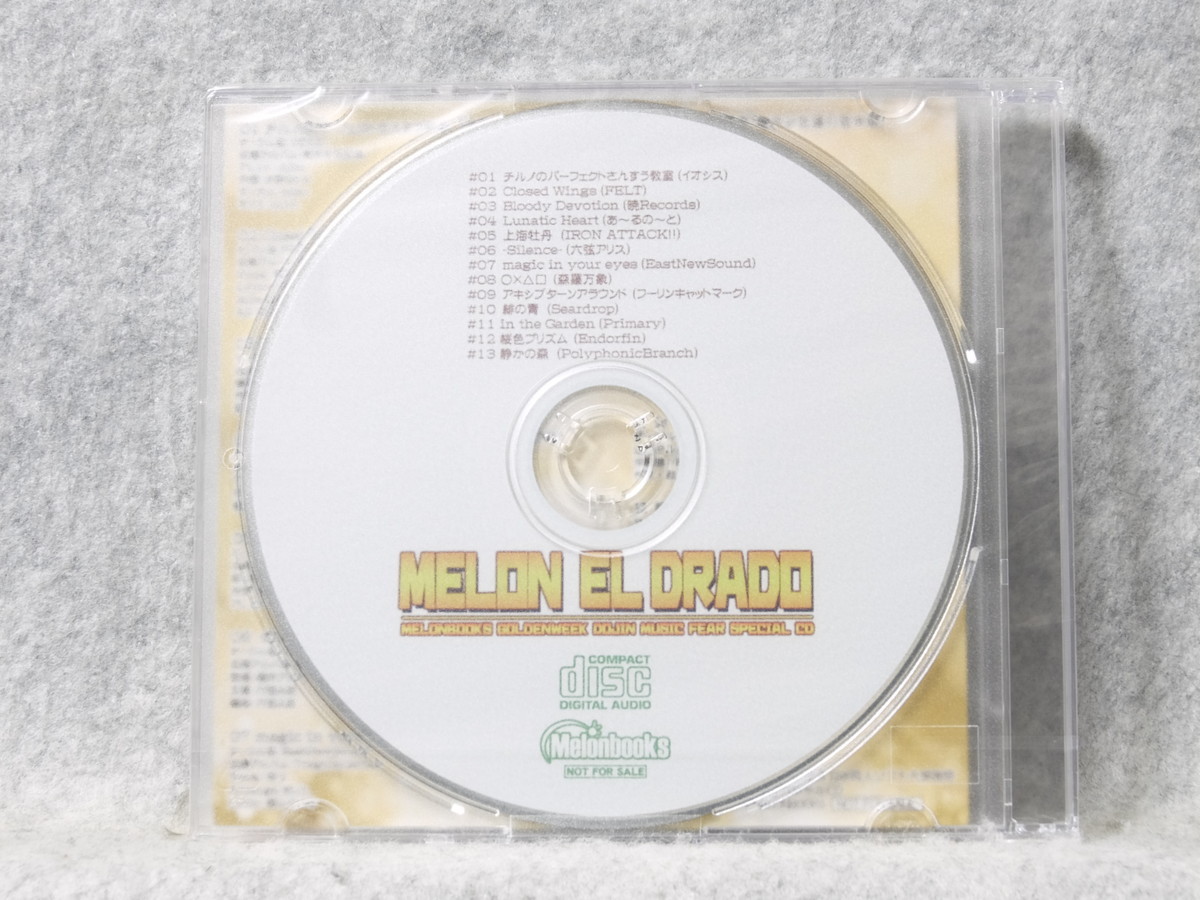 #01 チルノのパーフェクトさんすう教室 (イオシス)
#02 Closed Wings (FELT)
#03 Bloody Devotion (暁Records)
#04 Lunatic Heart (あ～るの～と)
#05 上海牡丹 (IRON ATTACK!!)
#06 -Silence- (六弦アリス)
#07 magic in your eyes (EastNewSound)
#08 ○×△□ (森羅万象)
#09 アキシブターンアラウンド (フーリンキャットマーク)
#10 緋の青 (Seardrop)
#11 In the Garden (Primary)
#12 桜色プリズム (Endorfin)
#13 静かの森 (PolyphonicBranch)
MELON EL DRADO
MELONBOOKS GOLDENWEEK DOJIN MUSIC FEAR SPECIAL CD
COMPACT
disc
DIGITAL AUDIO
Melonbooks
NOT FOR SALE